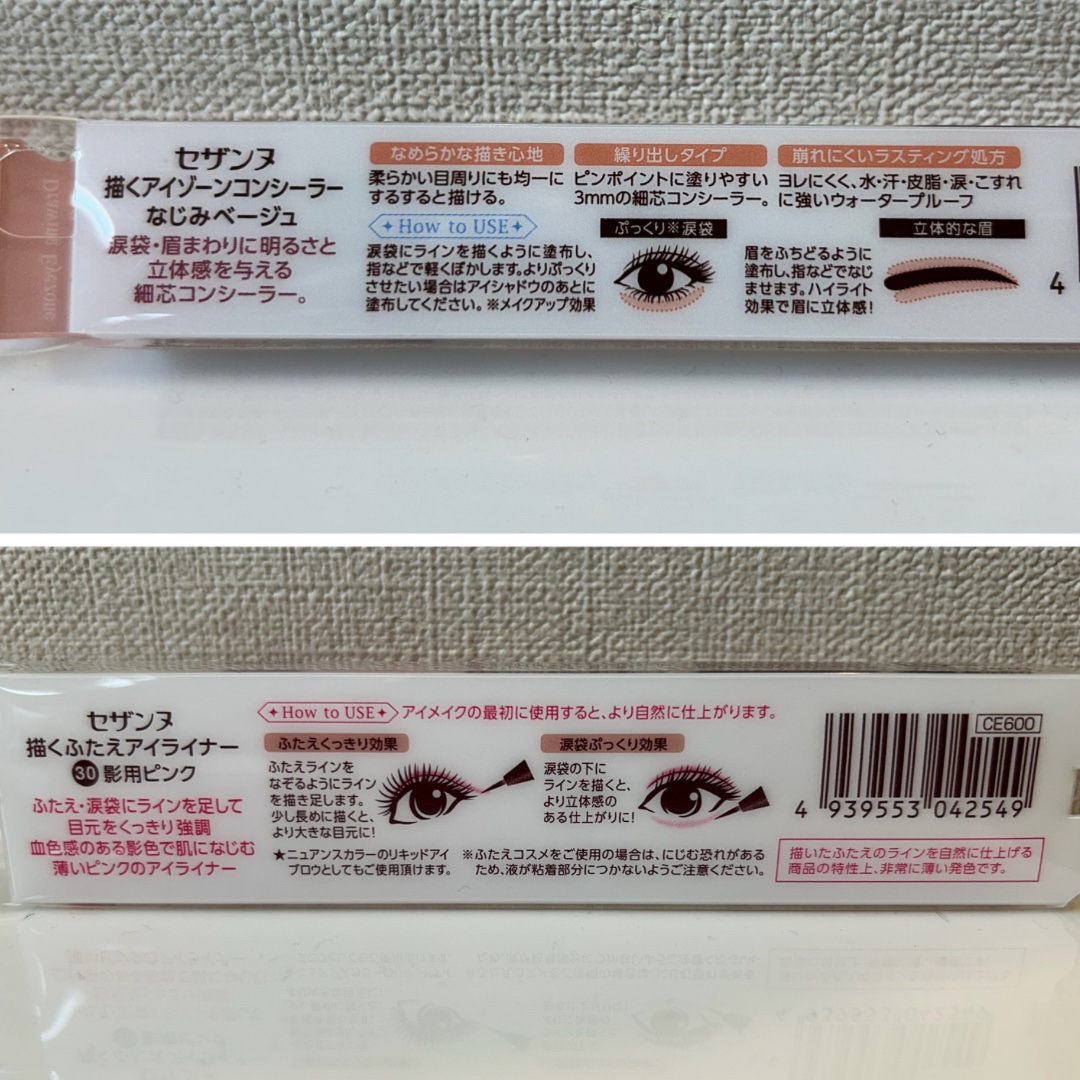 セザンヌ
描くアイゾーンコンシーラー
なじみベージュ
涙袋・眉まわりに明るさと
立体感を与える
細芯コンシーラー。
なめらかな描き心地
柔らかい目周りにも均一に
するすると描ける。
繰り出しタイプ
ピンポイントに塗りやすい
3mmの細芯コンシーラー。
崩れにくいラスティング処方
ヨレにくく、水・汗・皮脂・涙・こすれ
に強いウォータープルーフ
How to USE
涙袋にラインを描くように塗布し、
指などで軽くぼかします。よりぷっくり
させたい場合はアイシャドウのあとに
塗布してください。※メイクアップ効果
ぷっくり※涙袋
眉をふちどるように
塗布し、指などでなじ
ませます。ハイライト
効果で眉に立体感!
立体的な眉
4
セザンヌ
描くふたえアイライナー
30 影用ピンク
ふたえ・涙袋にラインを足して
目元をくっきり強調
血色感のある影色で肌になじむ
薄いピンクのアイライナー
How to USE アイメイクの最初に使用すると、より自然に仕上がります。
ふたえくっきり効果
ふたえラインを
なぞるようにライン
を描き足します。
少し長めに描くと、
より大きな目元に!
涙袋ぷっくり効果
涙袋の下に
ラインを描くと、
より立体感の
ある仕上がりに!
★ニュアンスカラーのリキッドアイ
ブロウとしてもご使用頂けます。
※ふたえコスメをご使用の場合は、にじむ恐れがある
ため、液が粘着部分につかないようご注意ください。
CE600
4 939553 042549
描いたふたえのラインを自然に仕上げる
商品の特性上、非常に薄い発色です。